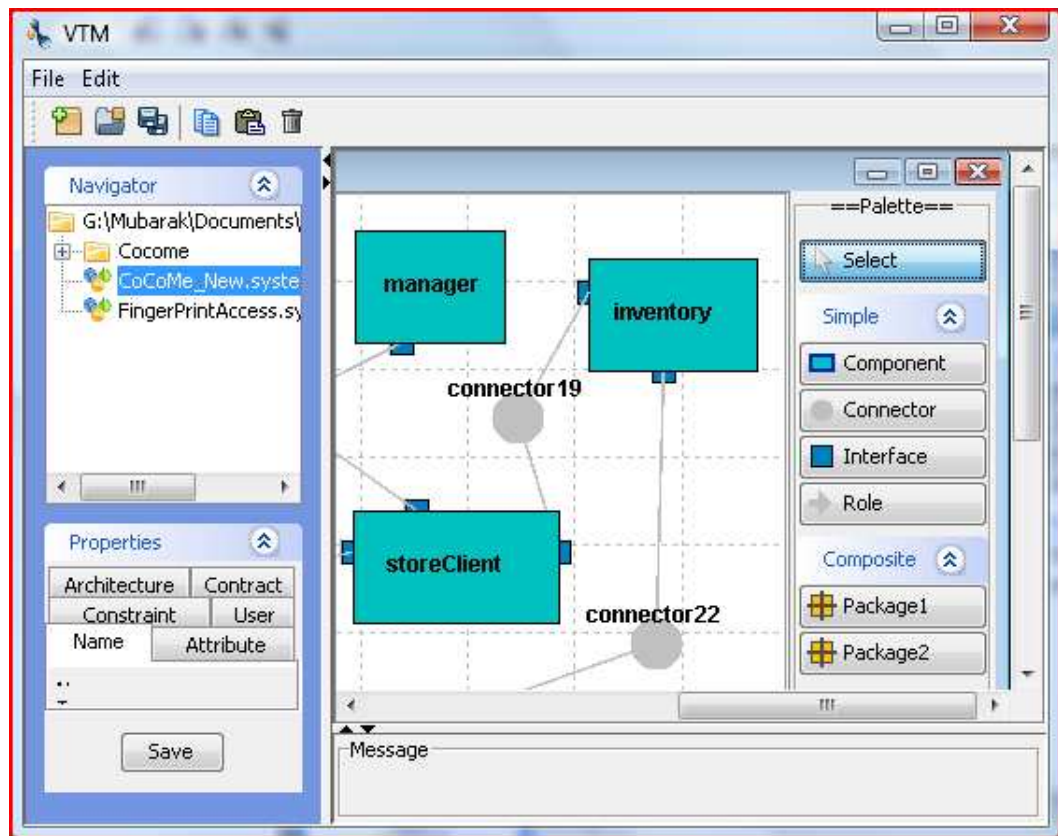 VTM
File Edit
Navigator
G:\Mubarak\Documents\
Cocome
CoCoMe_New.syste
FingerPrintAccess.sy
Properties
Architecture Contract
Constraint User
Name Attribute
Save
manager
inventory
connector19
storeClient
connector22
==Palette==
Select
Simple
Component
Connector
Interface
Role
Composite
Package1
Package2
Message